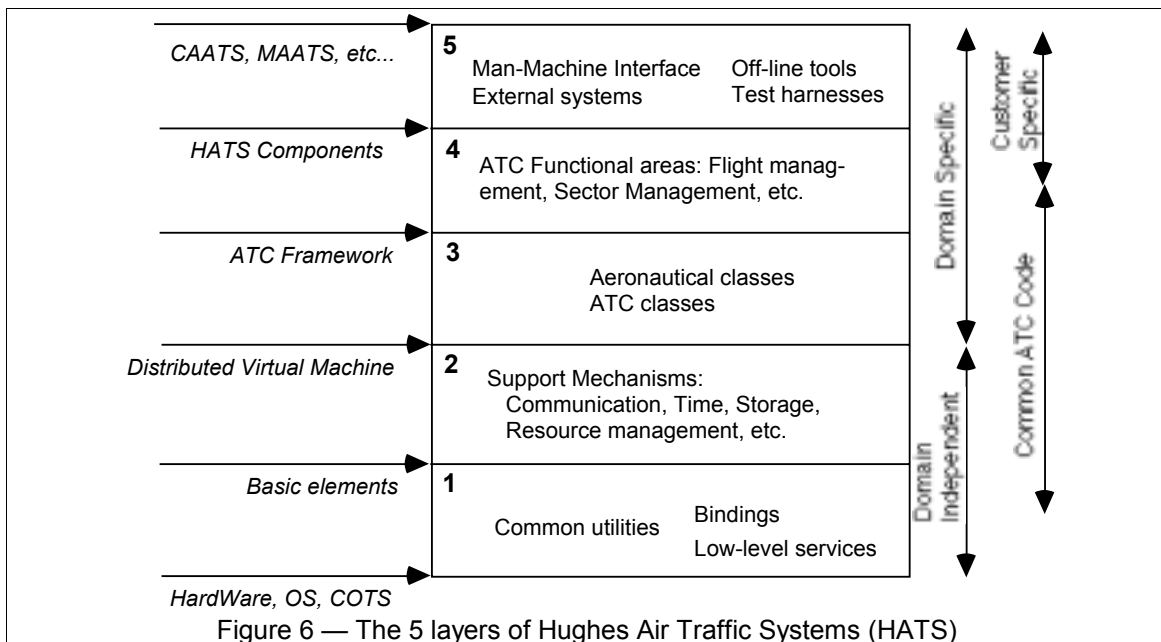 CAATS, MAATS, etc...
5
Man-Machine Interface
External systems
Off-line tools
Test harnesses
HATS Components
4
ATC Functional areas: Flight manag-
ement, Sector Management, etc.
ATC Framework
3
Aeronautical classes
ATC classes
Distributed Virtual Machine
2
Support Mechanisms:
Communication, Time, Storage,
Resource management, etc.
Basic elements
1
Common utilities
Bindings
Low-level services
HardWare, OS, COTS
Domain Specific
Domain
Independent
Customer
Specific
Common ATC Code
Figure 6 — The 5 layers of Hughes Air Traffic Systems (HATS)